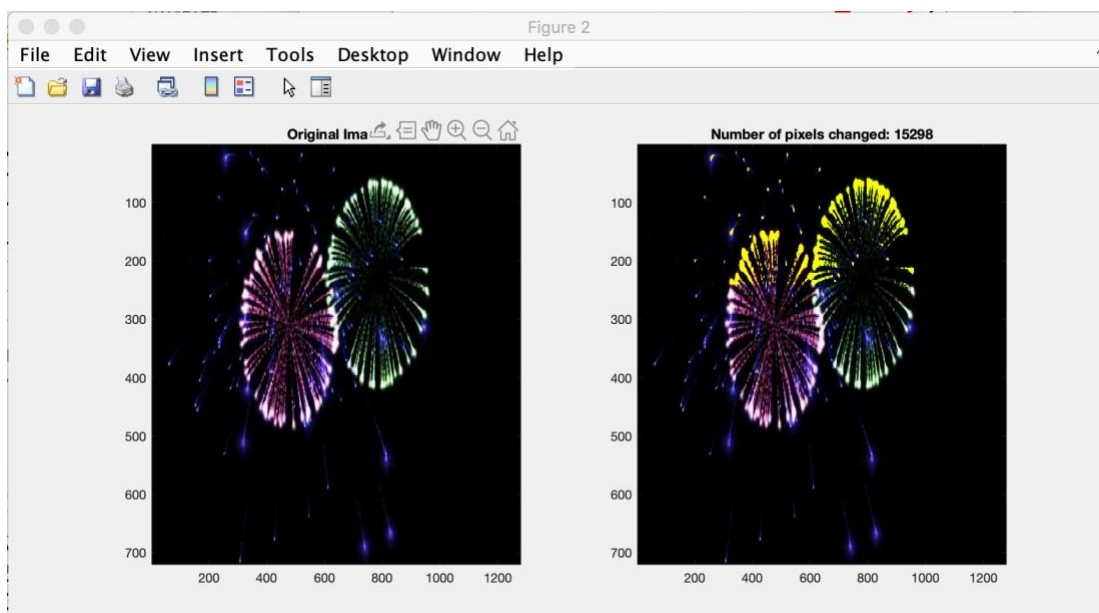 Figure 2
File Edit View Insert Tools Desktop Window Help
Original Ima
Number of pixels changed: 15298
100
200
300
400
500
600
700
200 400 600 800 1000 1200
100
200
300
400
500
600
700
200 400 600 800 1000 1200